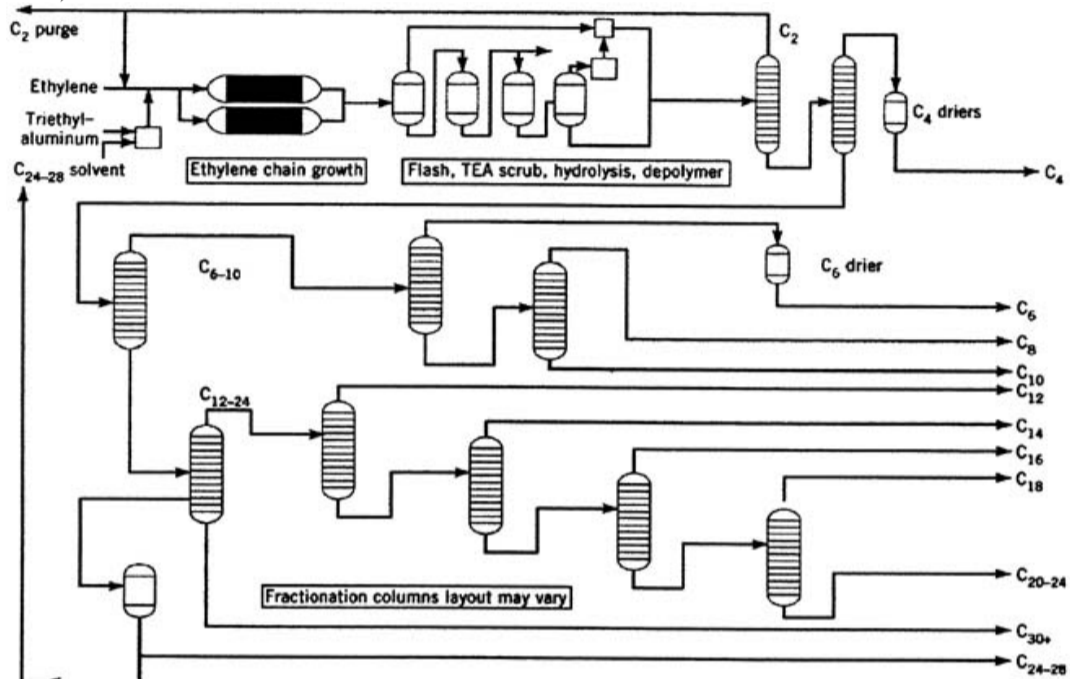 C2 purge
C2
Ethylene
Triethyl-
aluminum
C24-28 solvent
C4 driers
C4
Ethylene chain growth
Flash, TEA scrub, hydrolysis, depolymer
C6-10
C6 drier
C6
C8
C10
C12
C12-24
C14
C16
C18
C20-24
Fractionation columns layout may vary
C30+
C24-28